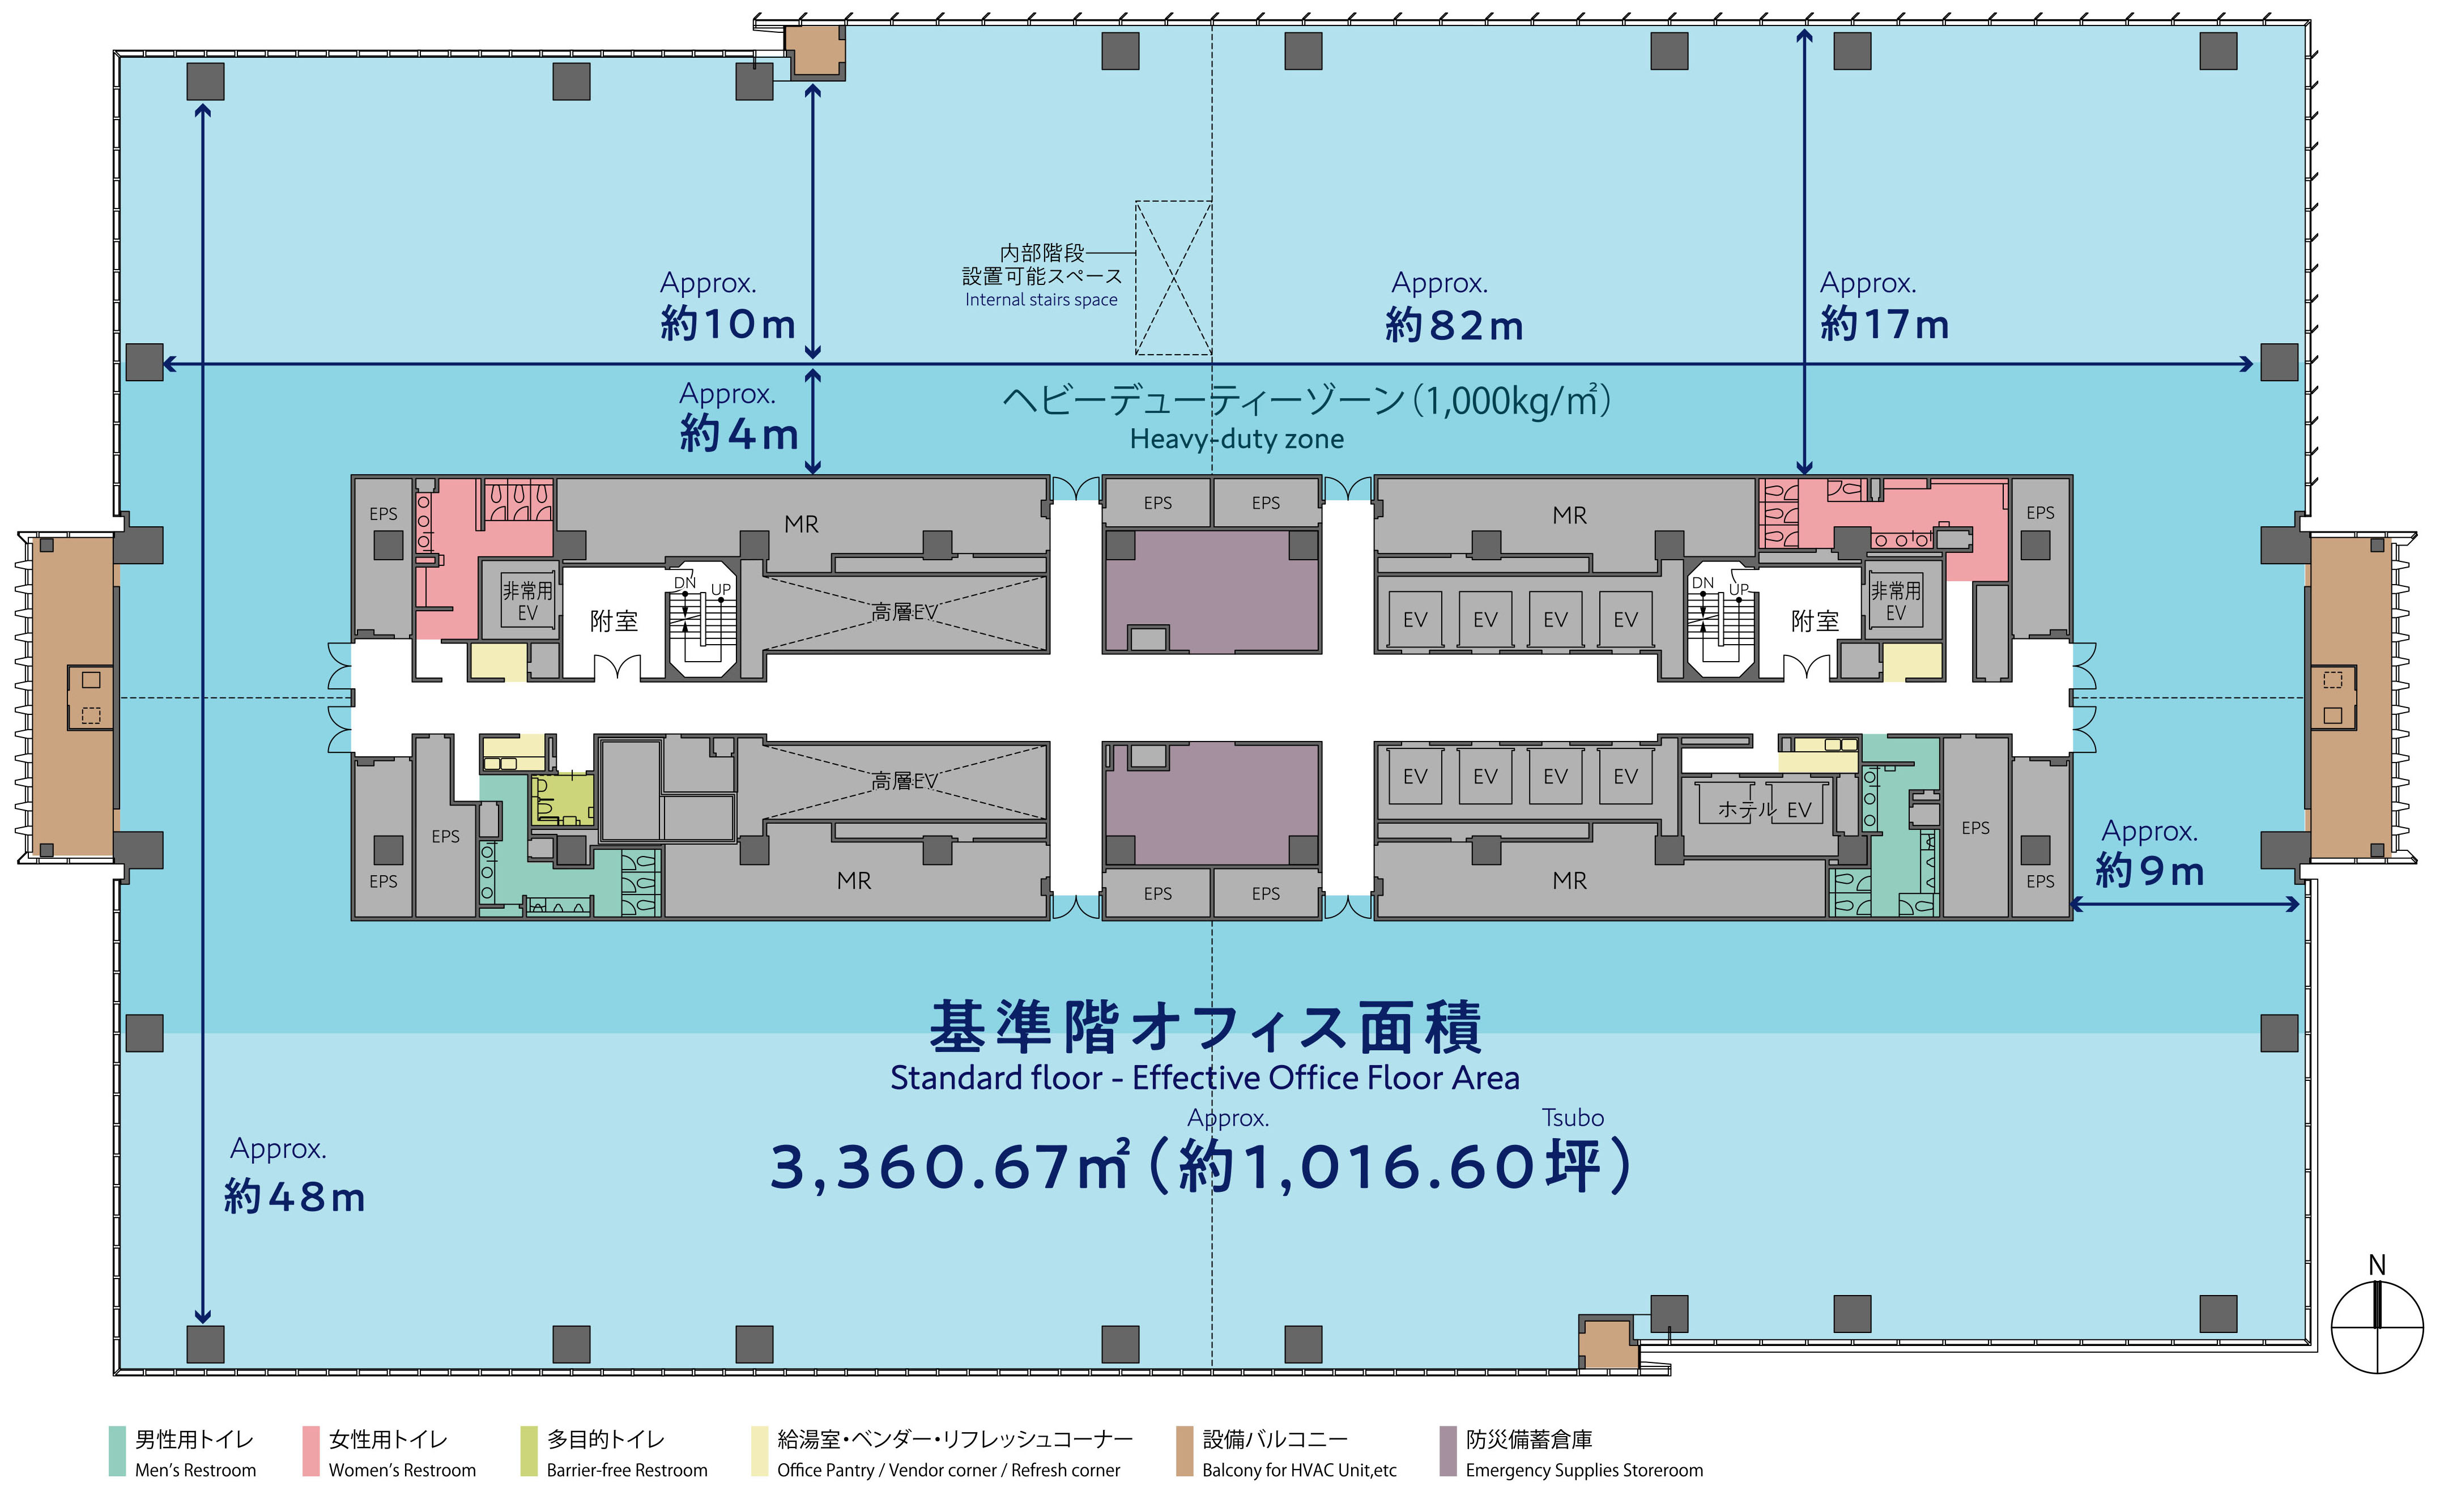 内部階段
設置可能スペース
Internal stairs space
Approx.
約10m
Approx.
約82m
Approx.
約17m
Approx.
約4m
ヘビーデューティーゾーン（1,000kg/㎡）
Heavy-duty zone
EPS
MR
EPS
EPS
MR
EPS
非常用
EV
附室
DN
UP
高層EV
EV
EV
EV
EV
DN
UP
附室
非常用
EV
EPS
EPS
高層EV
MR
EPS
EPS
EV
EV
EV
EV
MR
ホテル EV
EPS
EPS
Approx.
約9m
基準階オフィス面積
Standard floor - Effective Office Floor Area
Approx.
Tsubo
3,360.67㎡（約1,016.60坪）
Approx.
約48m
N
男性用トイレ
Men's Restroom
女性用トイレ
Women's Restroom
多目的トイレ
Barrier-free Restroom
給湯室・ベンダー・リフレッシュコーナー
Office Pantry / Vendor corner / Refresh corner
設備バルコニー
Balcony for HVAC Unit,etc
防災備蓄倉庫
Emergency Supplies Storeroom